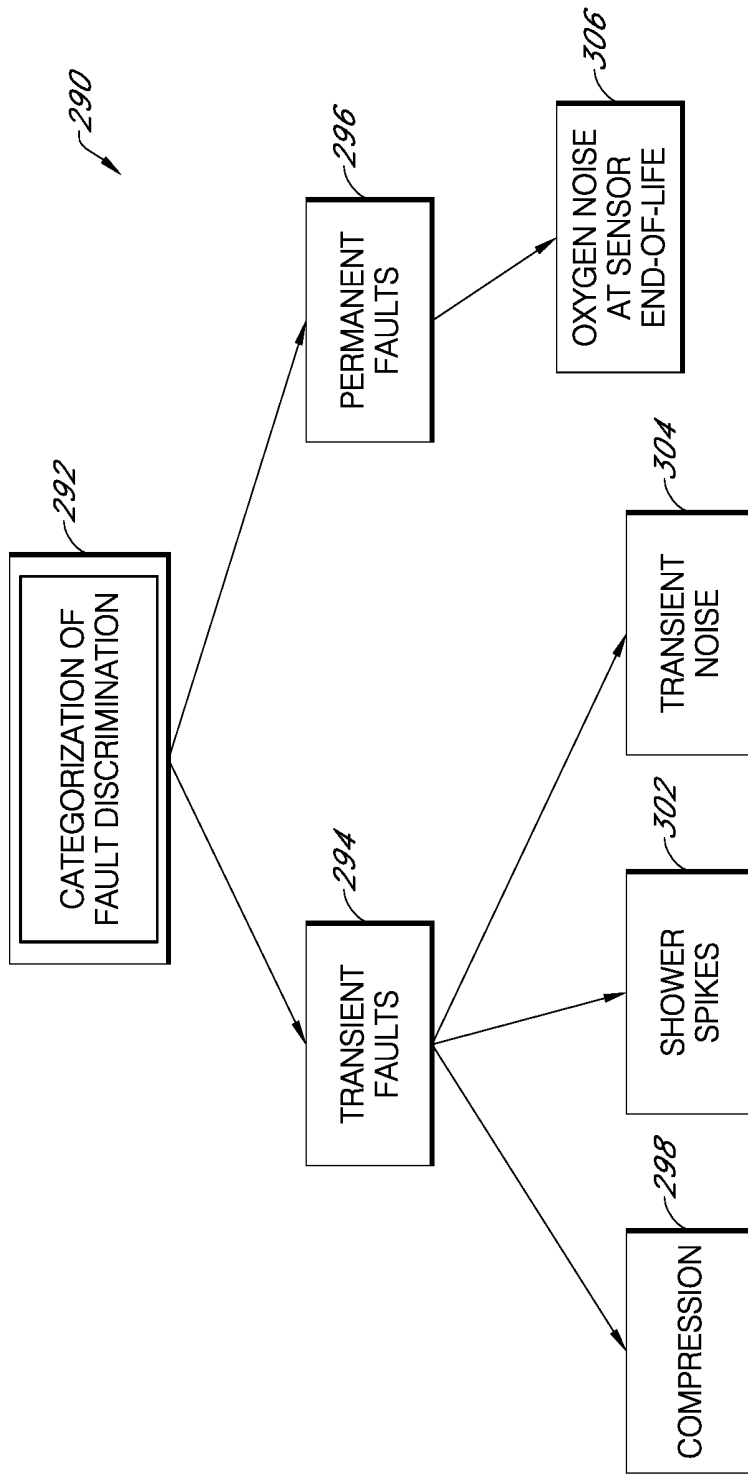 290
292
CATEGORIZATION OF
FAULT DISCRIMINATION
294
TRANSIENT
FAULTS
296
PERMANENT
FAULTS
298
COMPRESSION
302
SHOWER
SPIKES
304
TRANSIENT
NOISE
306
OXYGEN NOISE
AT SENSOR
END-OF-LIFE